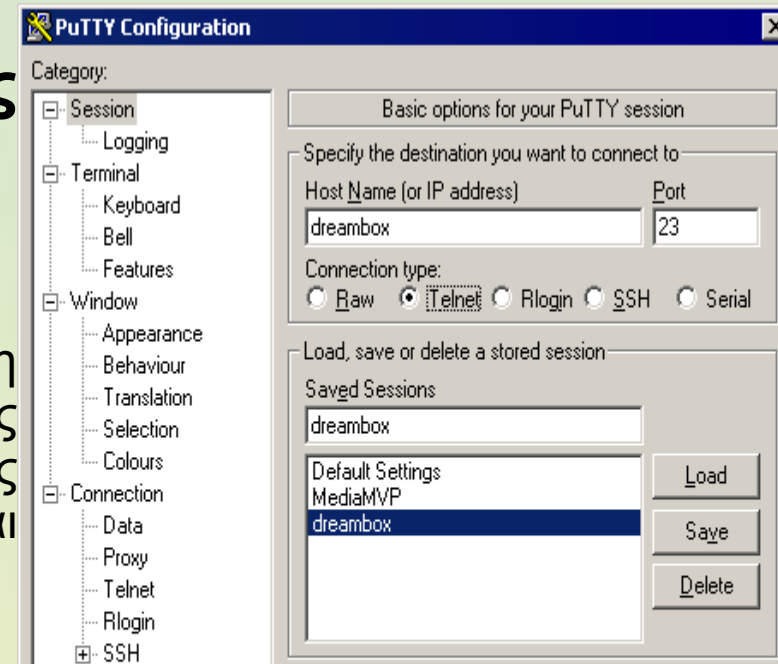 PuTTY Configuration
Category:
Session
Logging
Terminal
Keyboard
Bell
Features
Window
Appearance
Behaviour
Translation
Selection
Colours
Connection
Data
Proxy
Telnet
Rlogin
SSH
Basic options for your PuTTY session
Specify the destination you want to connect to
Host Name (or IP address) Port
dreambox 23
Connection type:
Raw Telnet Rlogin SSH Serial
Load, save or delete a stored session
Saved Sessions
dreambox
Default Settings
MediaMVP
dreambox
Load
Save
Delete